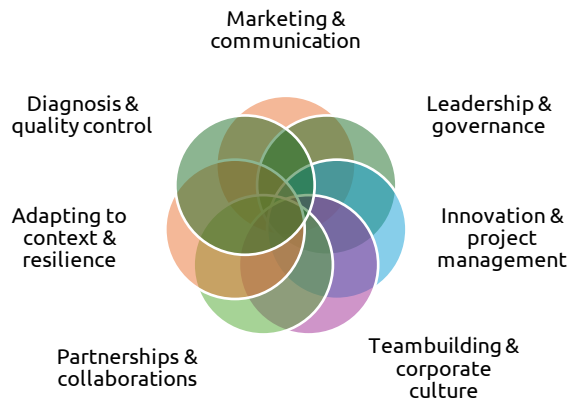 Marketing &
communication
Diagnosis &
quality control
Leadership &
governance
Adapting to
context &
resilience
Innovation &
project
management
Partnerships &
collaborations
Teambuilding &
corporate
culture